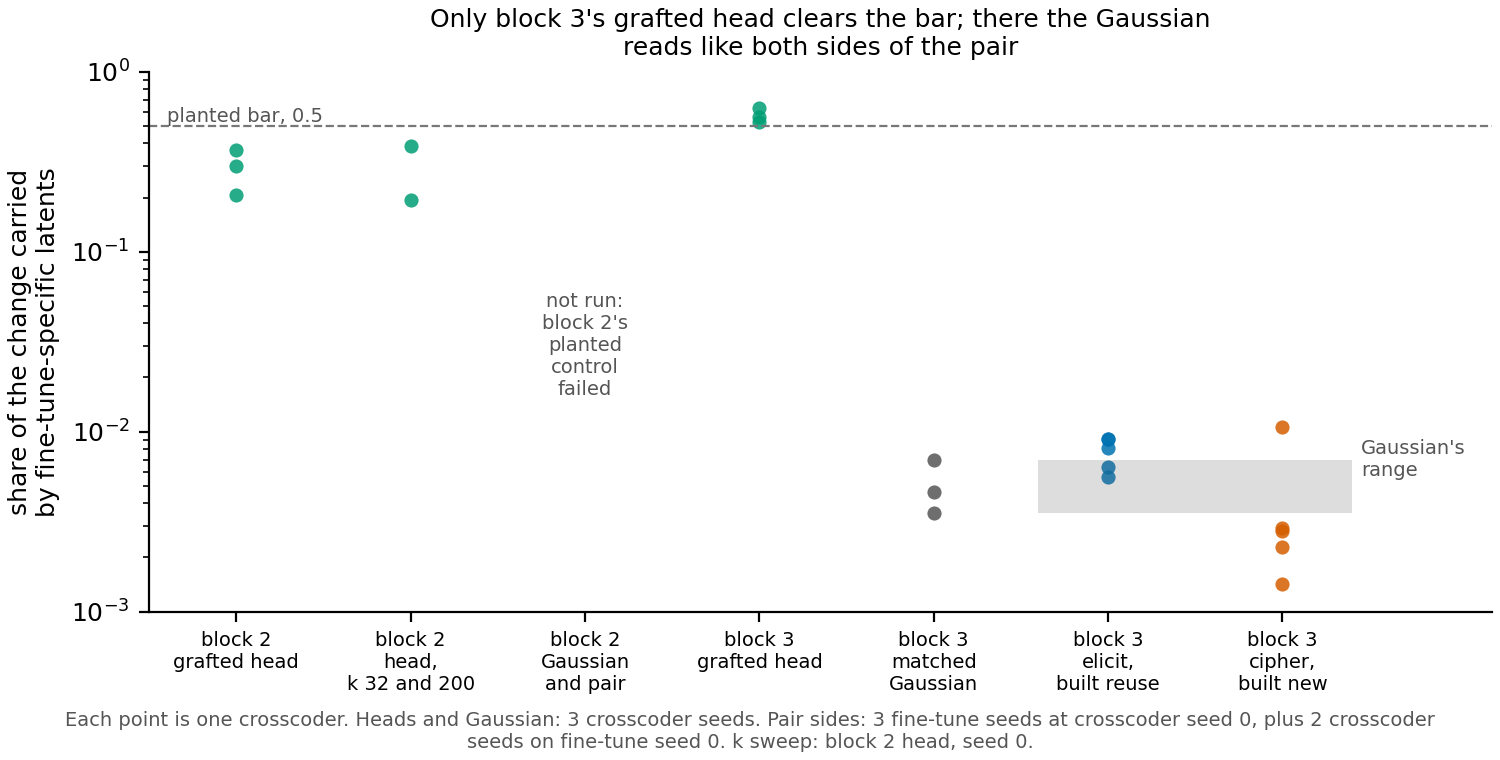 Only block 3's grafted head clears the bar; there the Gaussian
reads like both sides of the pair
share of the change carried
by fine-tune-specific latents
10⁰
10⁻¹
10⁻²
10⁻³
planted bar, 0.5
not run:
block 2's
planted
control
failed
Gaussian's
range
block 2
grafted head
block 2
head,
k 32 and 200
block 2
Gaussian
and pair
block 3
grafted head
block 3
matched
Gaussian
block 3
elicit,
built reuse
block 3
cipher,
built new
Each point is one crosscoder. Heads and Gaussian: 3 crosscoder seeds. Pair sides: 3 fine-tune seeds at crosscoder seed 0, plus 2 crosscoder
seeds on fine-tune seed 0. k sweep: block 2 head, seed 0.